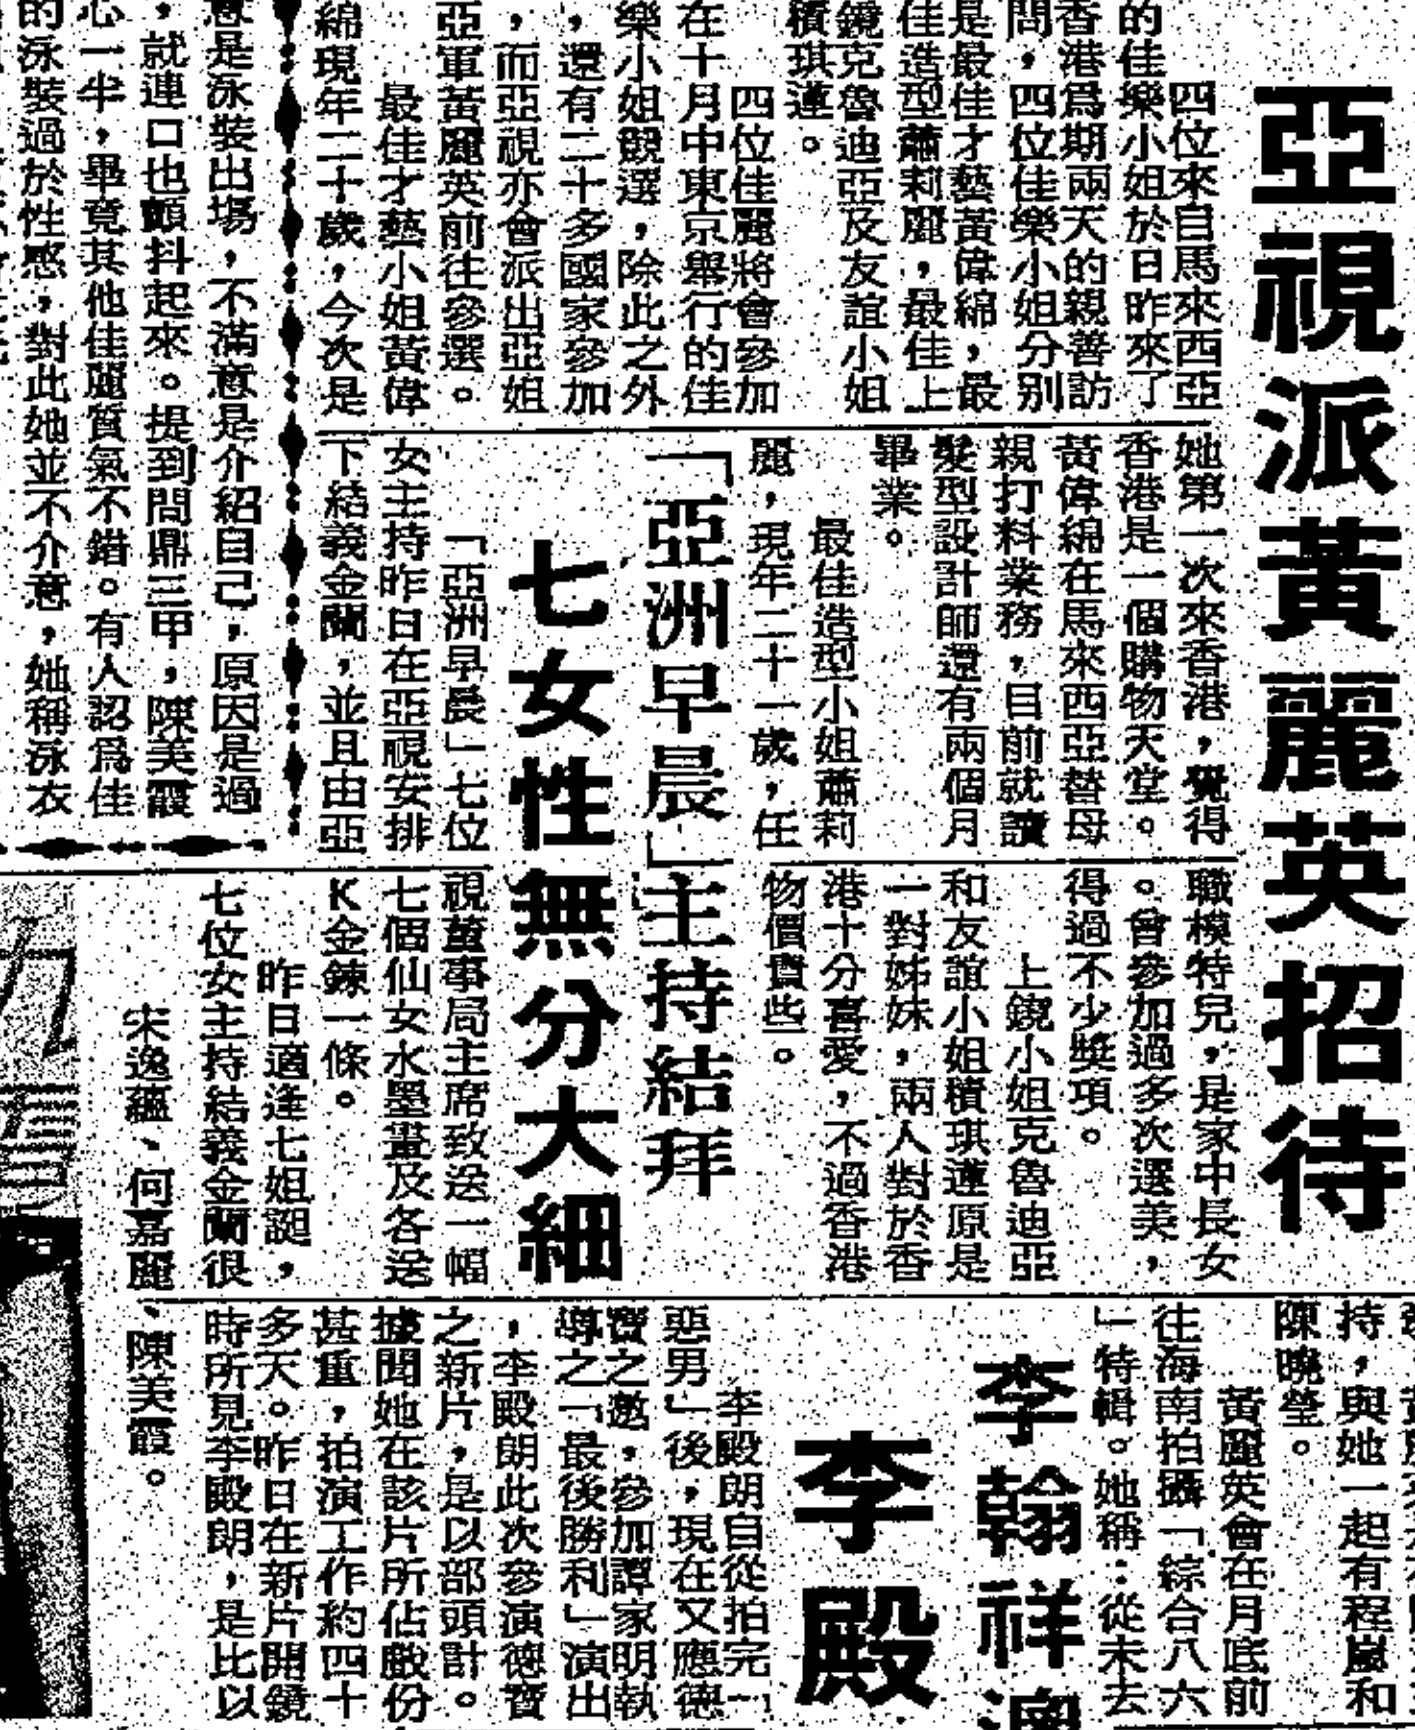 亞視派黃麗英招待
四位來自馬來西亞
的佳樂小姐於日昨來了
香港爲期兩天的親善訪
問，四位佳樂小姐分别
是最佳才藝黃偉綿，最
佳造型蕭莉麗，最佳上
鏡克魯迪亞及友誼小姐
積琪蓮。
四位佳麗將會參加
在十月中東京舉行的佳
樂小姐競選，除此之外
，還有二十多國家參加
，而亞視亦會派出亞姐
亞軍黃麗英前往參選。
最佳才藝小姐黃偉
綿現年二十歲，今次是
她第一次來香港，覺得
香港是一個購物天堂。
黃偉綿在馬來西亞替母
親打料業務，目前就讀
髮型設計師還有兩個月
畢業。
最佳造型小姐蕭莉
麗，現年二十一歲，任
職模特兒，是家中長女
。曾參加過多次選美，
得過不少獎項。
上鏡小姐克魯迪亞
和友誼小姐積琪蓮原是
一對姊妹，兩人對於香
港十分喜愛，不過香港
物價貴些。
持，與她一起有程嵐和
陳曉瑩。
黃麗英會在月底前
往海南拍攝「綜合八六
」特輯。她稱：從未去
「亞洲早晨」主持結拜
七女性無分大細
「亞洲早晨」七位
女主持昨日在亞視安排
下結義金蘭，並且由亞
視董事局主席致送一幅
七個仙女水墨畫及各送
K金鍊一條。
昨日適逢七姐誕，
七位女主持結義金蘭很
宋逸蘊、何嘉麗、陳美霞。
李翰祥
李殿
李殿朗自從拍完「
惡男」後，現在又應德
寶之邀，參加譚家明執
導之「最後勝利」演出
，李殿朗此次參演德寶
之新片，是以部頭計。
據聞她在該片所佔戲份
甚重，拍演工作約四十
多天。昨日在新片開鏡
時所見李殿朗，是比以
意是泳裝出場，不滿意是介紹自己，原因是過
，就連口也顫抖起來。提到問鼎三甲，陳美霞
心一半，畢竟其他佳麗質氣不錯。有人認爲佳
的泳裝過於性感，對此她並不介意，她稱泳衣